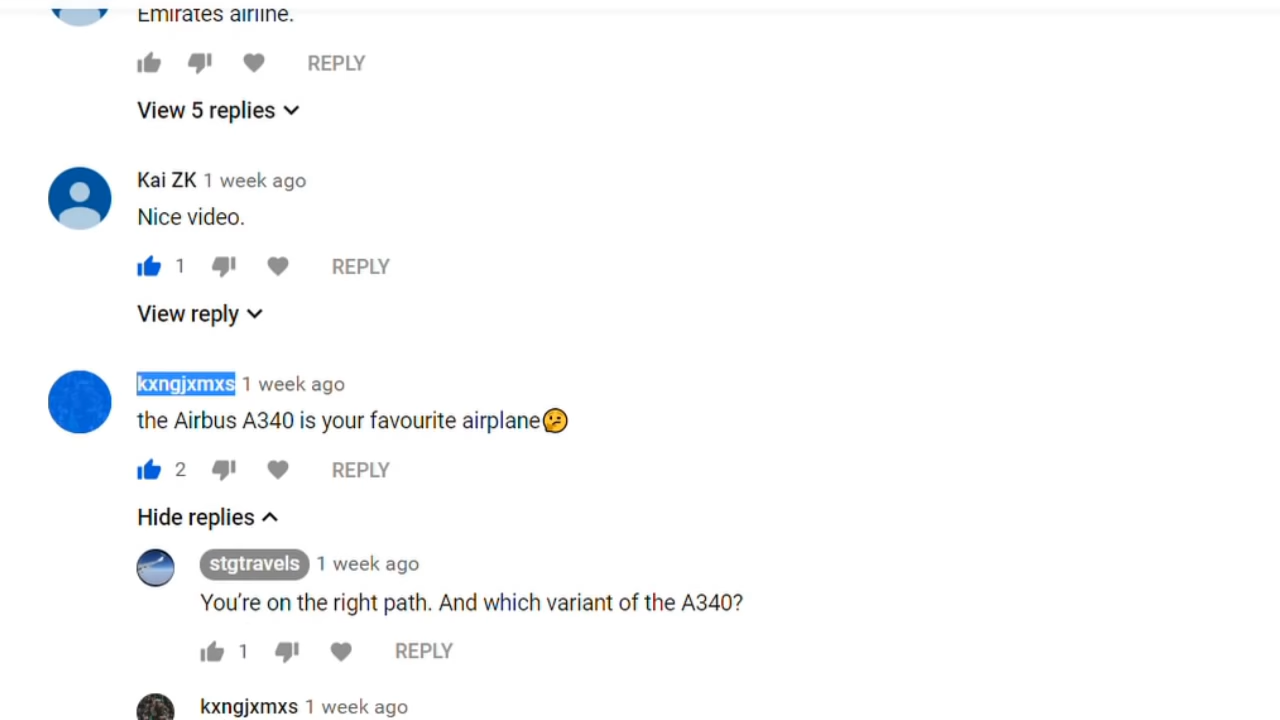 Emirates airline.
REPLY
View 5 replies
Kai ZK 1 week ago
Nice video.
1 REPLY
View reply
kxngjxmxs 1 week ago
the Airbus A340 is your favourite airplane🤔
2 REPLY
Hide replies
stgtravels 1 week ago
You’re on the right path. And which variant of the A340?
1 REPLY
kxngjxmxs 1 week ago